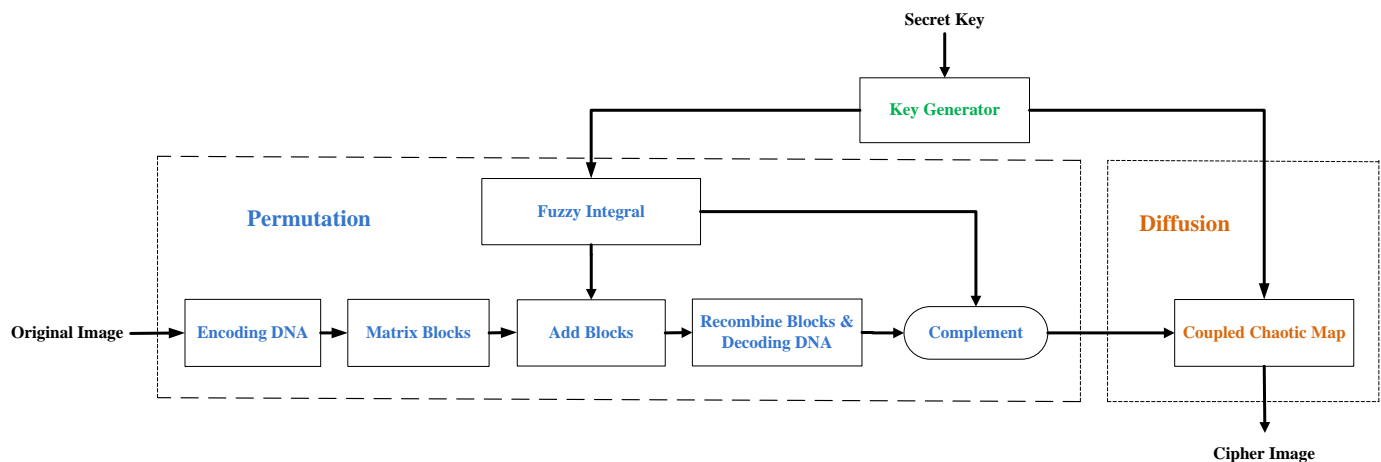 Secret Key
Key Generator
Fuzzy Integral
Permutation
Diffusion
Original Image
Encoding DNA
Matrix Blocks
Add Blocks
Recombine Blocks &
Decoding DNA
Complement
Coupled Chaotic Map
Cipher Image